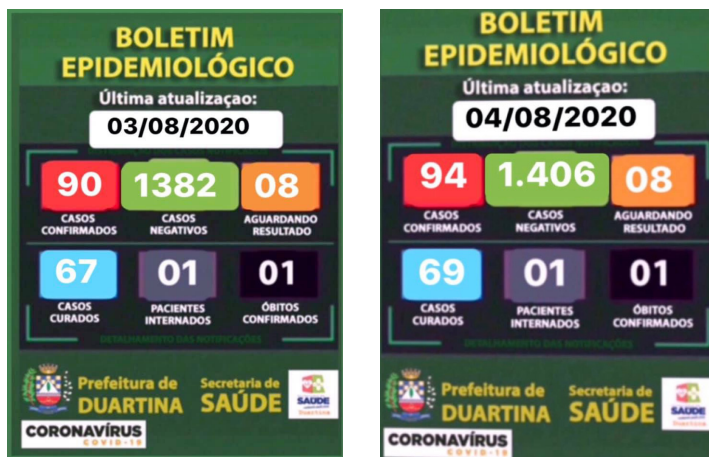 BOLETIM
EPIDEMIOLÓGICO
Última atualizaçao:
03/08/2020
90 1382 08
CASOS CASOS AGUARDANDO
CONFIRMADOS NEGATIVOS RESULTADO
67 01 01
CASOS PACIENTES ÓBITOS
CURADOS INTERNADOS CONFIRMADOS
DETALHAMENTO DAS NOTIFICAÇÕES
Prefeitura de Secretaria de
DUARTINA SAÚDE SAÚDE
CORONAVÍRUS
COVID-19
BOLETIM
EPIDEMIOLÓGICO
Última atualização:
04/08/2020
94 1.406 08
CASOS CASOS AGUARDANDO
CONFIRMADOS NEGATIVOS RESULTADO
69 01 01
CASOS PACIENTES ÓBITOS
CURADOS INTERNADOS CONFIRMADOS
DETALHAMENTO DAS NOTIFICAÇÕES
Prefeitura de Secretaria de
DUARTINA SAÚDE SAÚDE
Duartina
CORONAVÍRUS
COVID-19